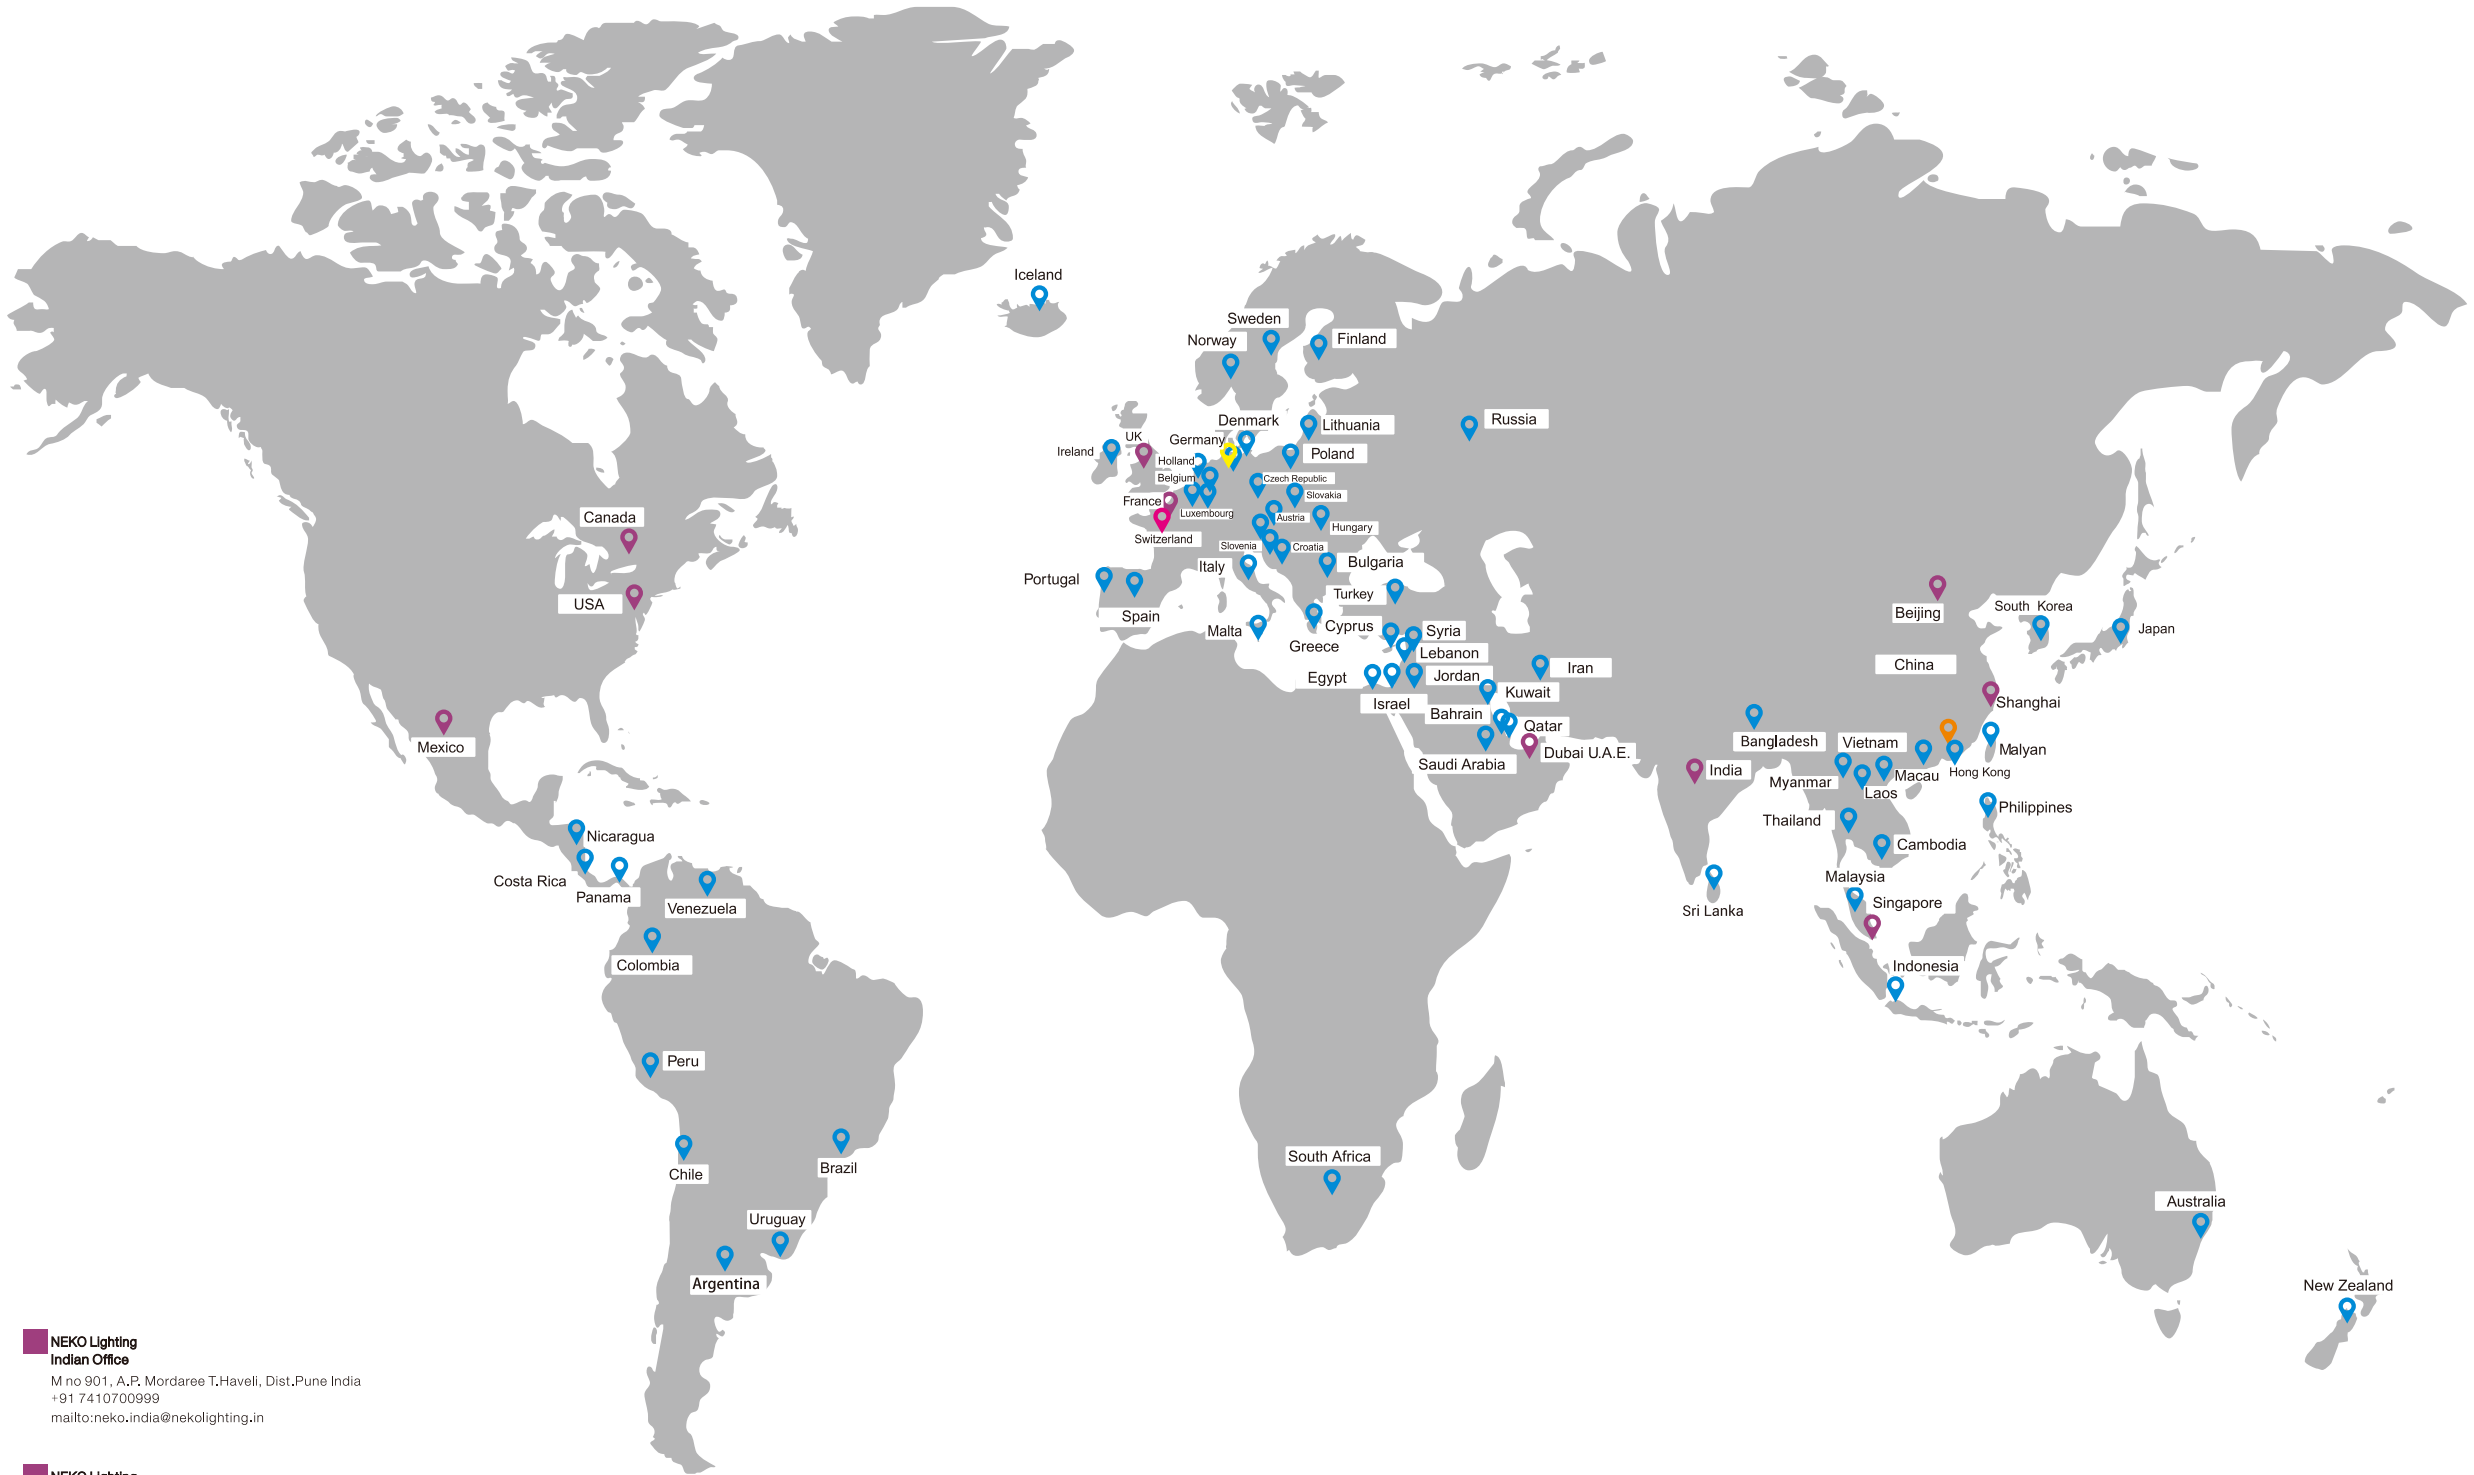 Iceland
Sweden
Norway
Finland
Denmark
Lithuania
Russia
UK
Germany
Ireland
Holland
Poland
Belgium
Czech Republic
Slovakia
France
Luxembourg
Austria
Hungary
Switzerland
Slovenia
Croatia
Canada
Italy
Bulgaria
Portugal
Turkey
USA
Spain
Beijing
South Korea
Malta
Cyprus
Syria
Japan
Greece
Lebanon
China
Iran
Egypt
Jordan
Kuwait
Israel
Shanghai
Bahrain
Qatar
Mexico
Dubai U.A.E.
Bangladesh
Vietnam
Malyan
Saudi Arabia
India
Myanmar
Macau
Hong Kong
Laos
Philippines
Thailand
Nicaragua
Cambodia
Costa Rica
Malaysia
Panama
Venezuela
Singapore
Sri Lanka
Colombia
Indonesia
Peru
South Africa
Brazil
Chile
Australia
Uruguay
Argentina
New Zealand
NEKO Lighting
Indian Office
M no 901, A.P. Mordaree T.Haveli, Dist.Pune India
+91 7410700999
mailto:neko.india@nekolighting.in
NEKO Lighting